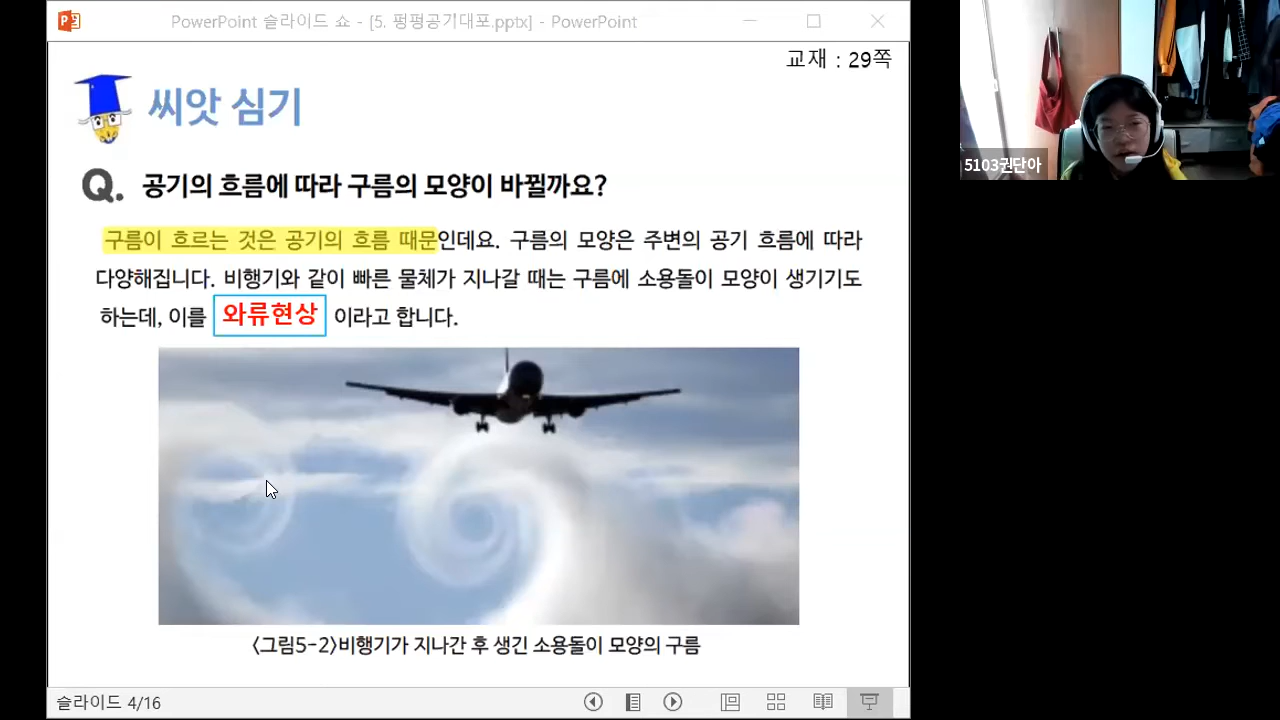 PowerPoint 슬라이드 쇼 - [5. 펑펑공기대포.pptx] - PowerPoint
교재 : 29쪽
씨앗 심기
Q. 공기의 흐름에 따라 구름의 모양이 바뀔까요?
구름이 흐르는 것은 공기의 흐름 때문인데요. 구름의 모양은 주변의 공기 흐름에 따라
다양해집니다. 비행기와 같이 빠른 물체가 지나갈 때는 구름에 소용돌이 모양이 생기기도
하는데, 이를 와류현상 이라고 합니다.
〈그림5-2〉비행기가 지나간 후 생긴 소용돌이 모양의 구름
슬라이드 4/16
5103권단아